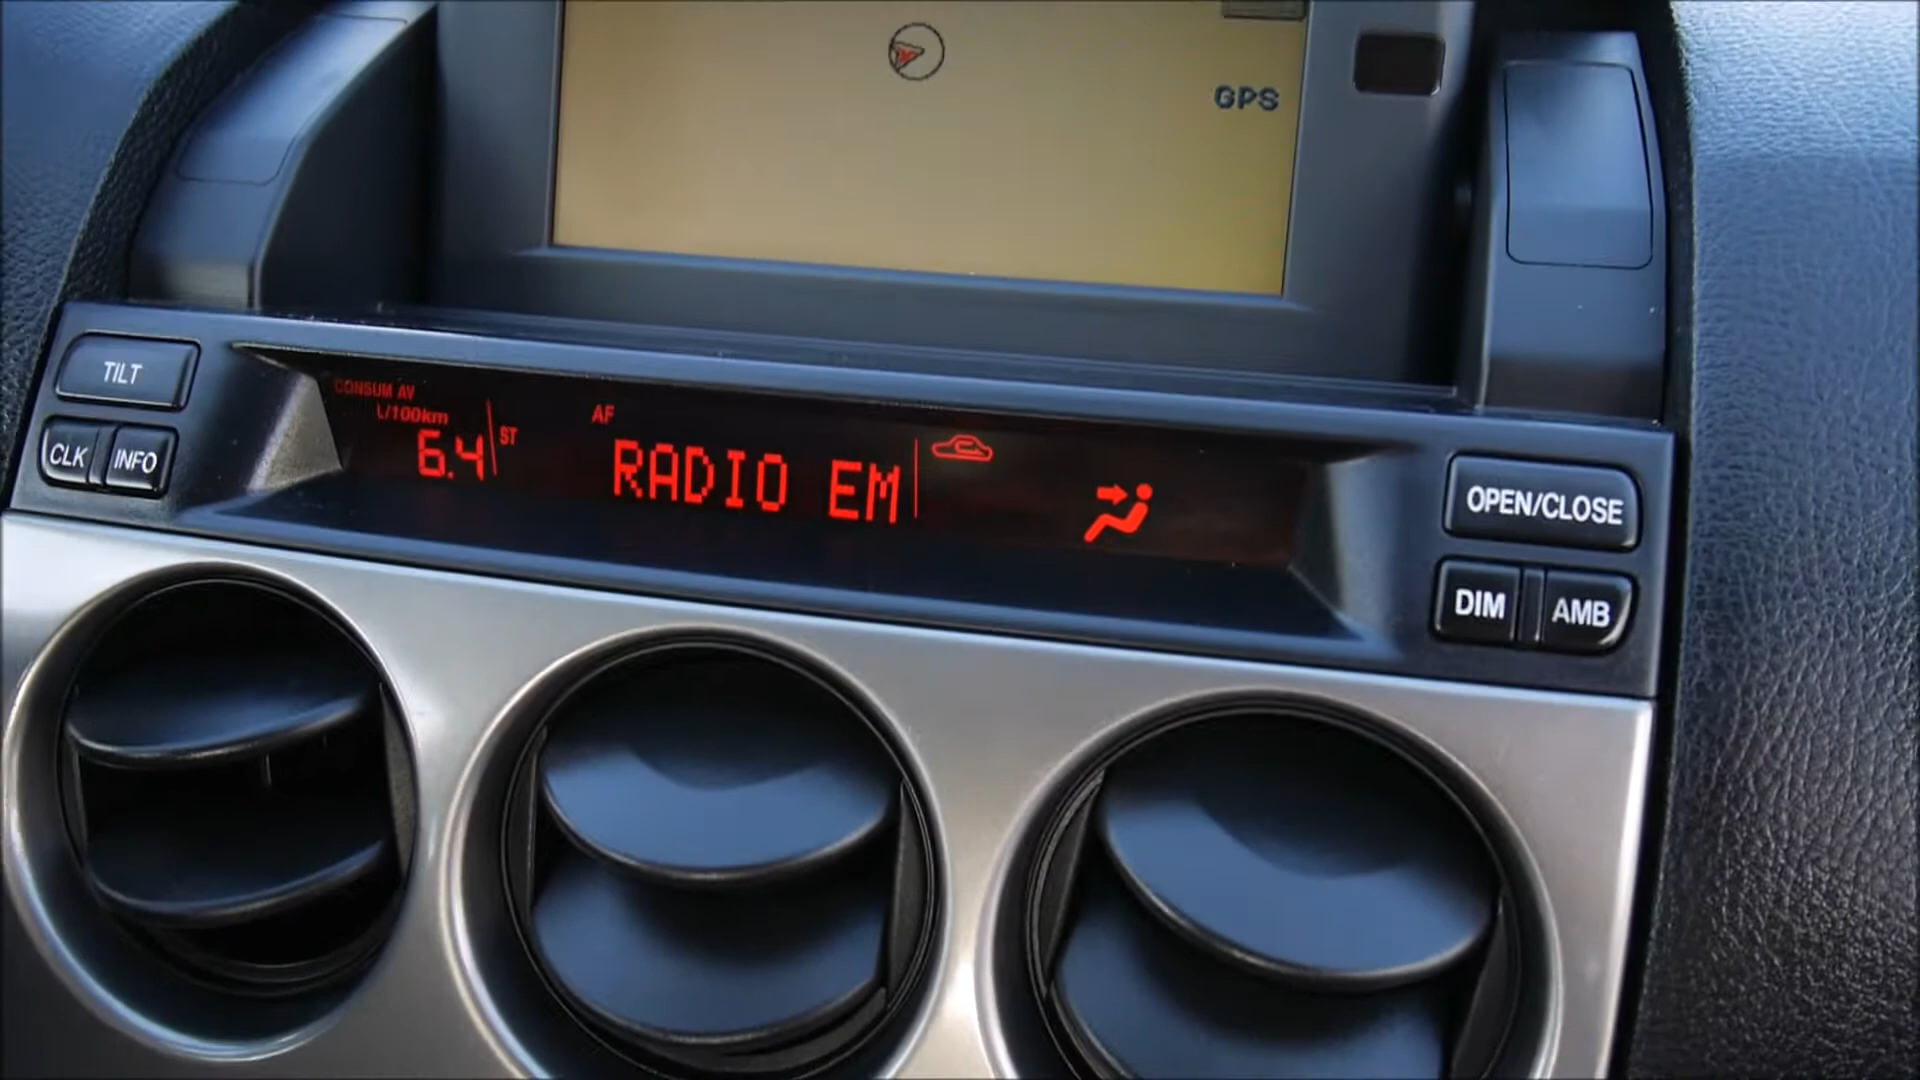 GPS
TILT
CLK INFO
CONSUM AV
L/100km
6.4
ST
AF
RADIO EM
OPEN/CLOSE
DIM AMB